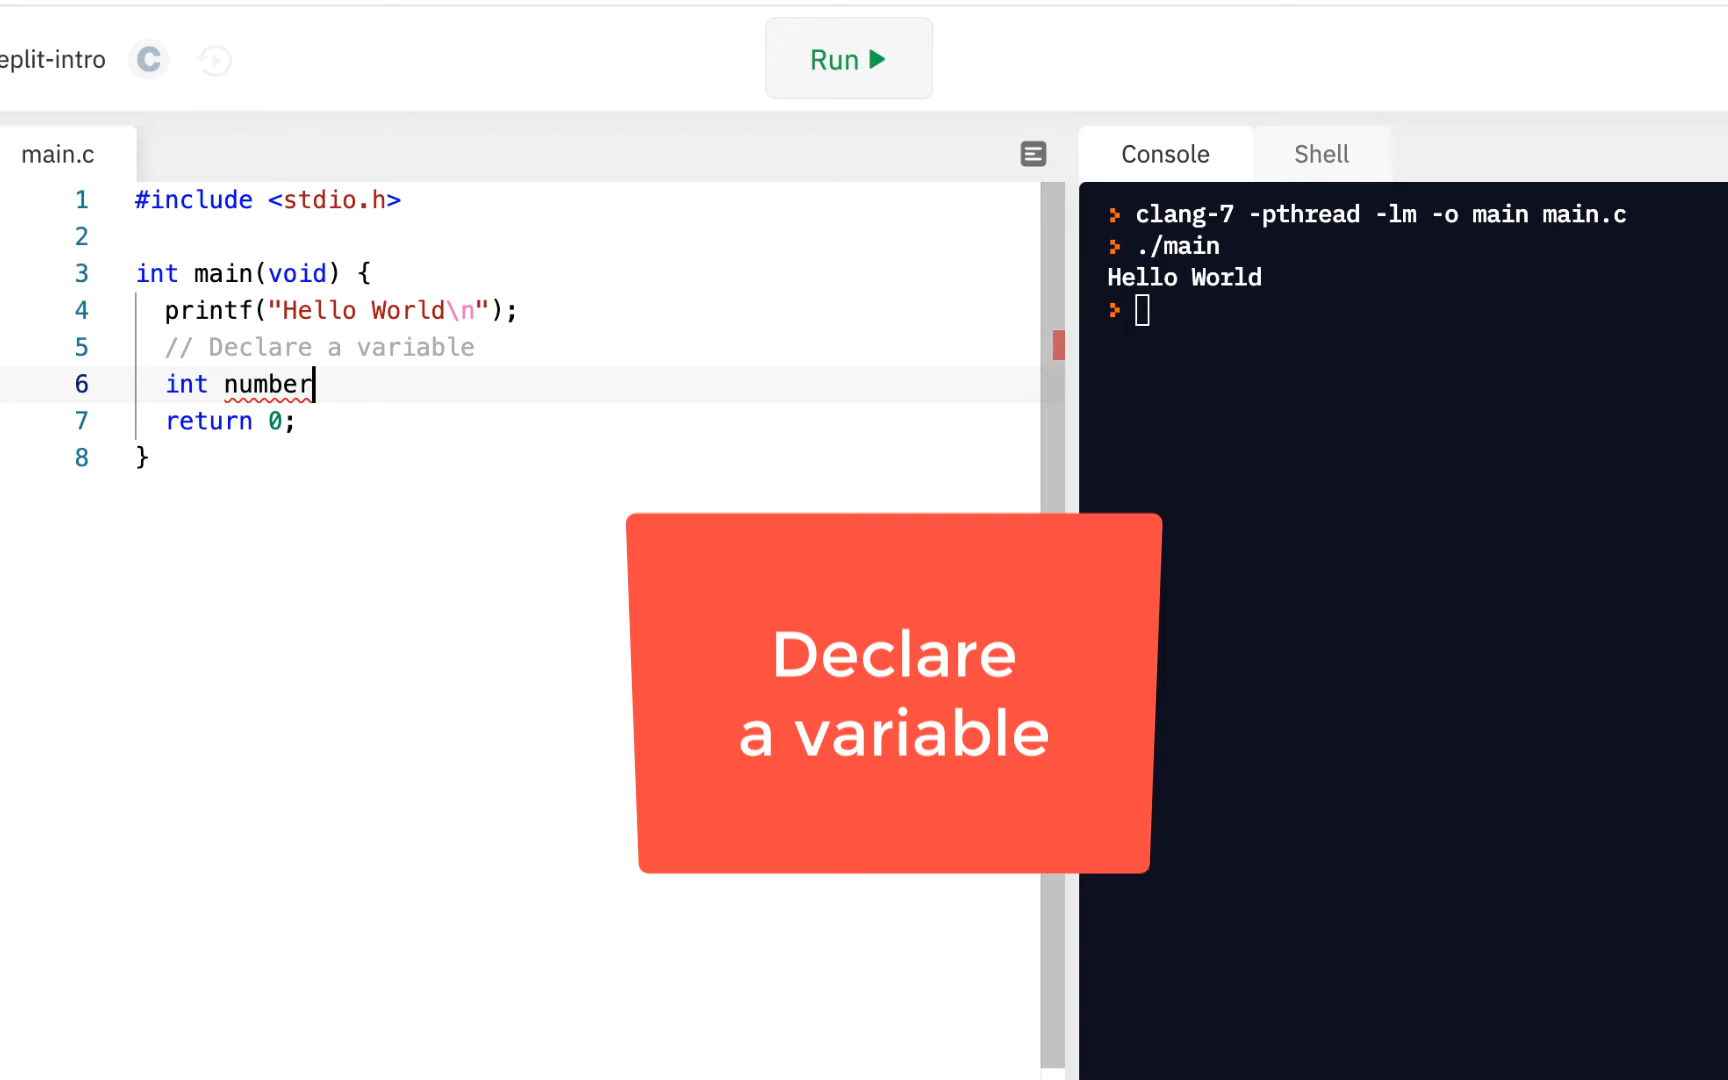 eplit-intro C
Run
main.c
Console Shell
1 #include <stdio.h>
2
3 int main(void) {
4 printf("Hello World\n");
5 // Declare a variable
6 int number
7 return 0;
8 }
> clang-7 -pthread -lm -o main main.c
> ./main
Hello World
>
Declare
a variable